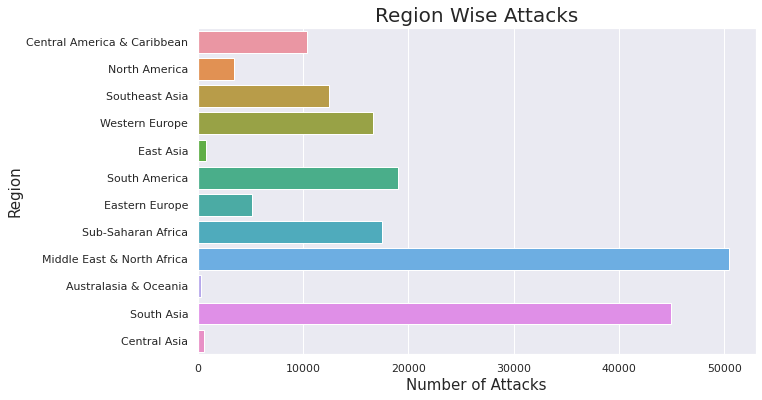 Region Wise Attacks
Central America & Caribbean
North America
Southeast Asia
Western Europe
East Asia
South America
Eastern Europe
Sub-Saharan Africa
Middle East & North Africa
Australasia & Oceania
South Asia
Central Asia
Region
0 10000 20000 30000 40000 50000
Number of Attacks